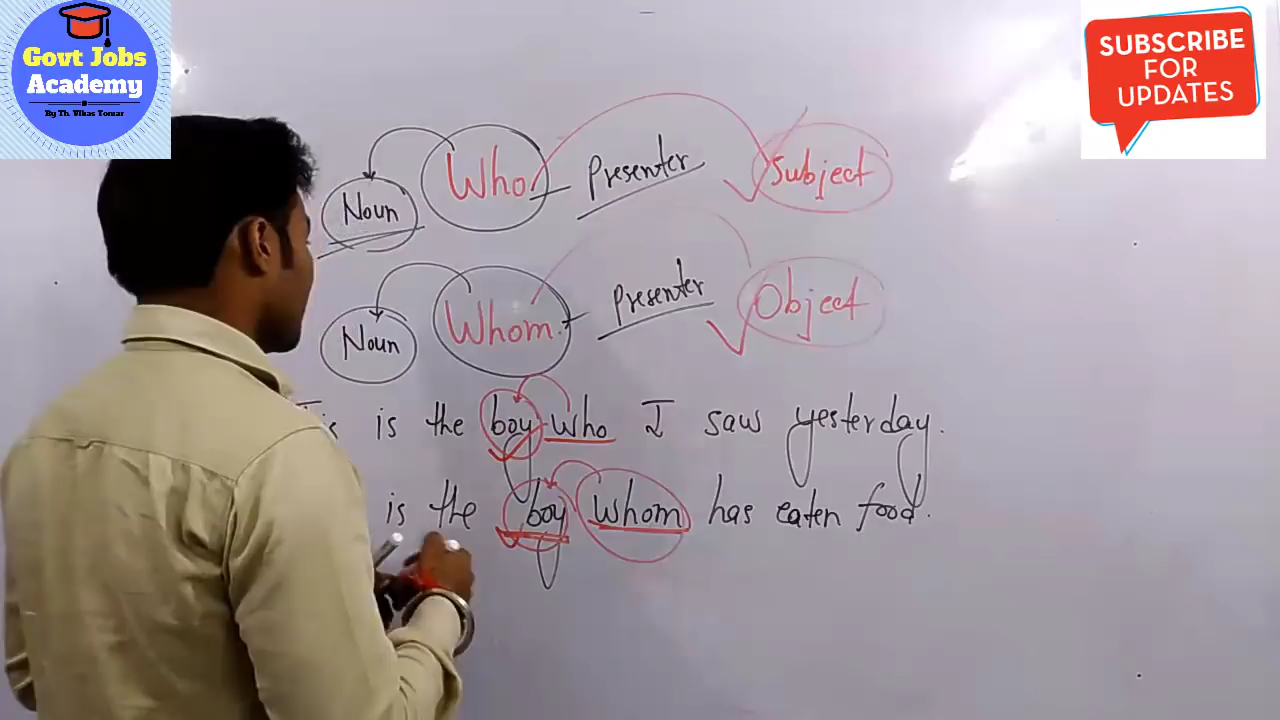 Govt Jobs
Academy
By Th. Vikas Tomar
SUBSCRIBE
FOR
UPDATES
Noun Who Presenter Subject
Noun Whom Presenter Object
is the boy who I saw yesterday.
is the boy whom has eaten food.